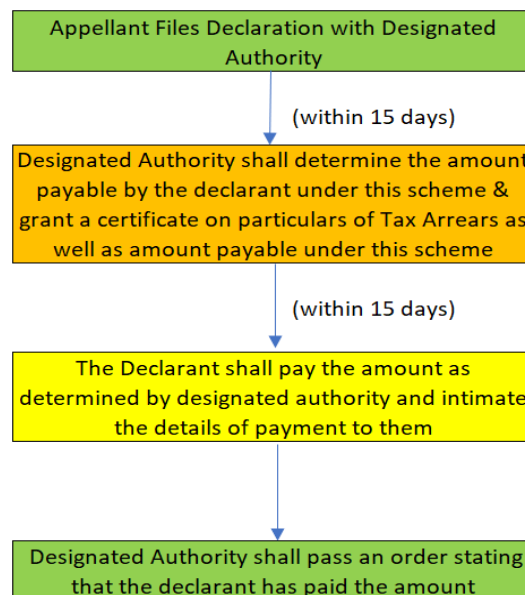 Appellant Files Declaration with Designated
Authority
(within 15 days)
Designated Authority shall determine the amount
payable by the declarant under this scheme &
grant a certificate on particulars of Tax Arrears as
well as amount payable under this scheme
(within 15 days)
The Declarant shall pay the amount as
determined by designated authority and intimate
the details of payment to them
Designated Authority shall pass an order stating
that the declarant has paid the amount